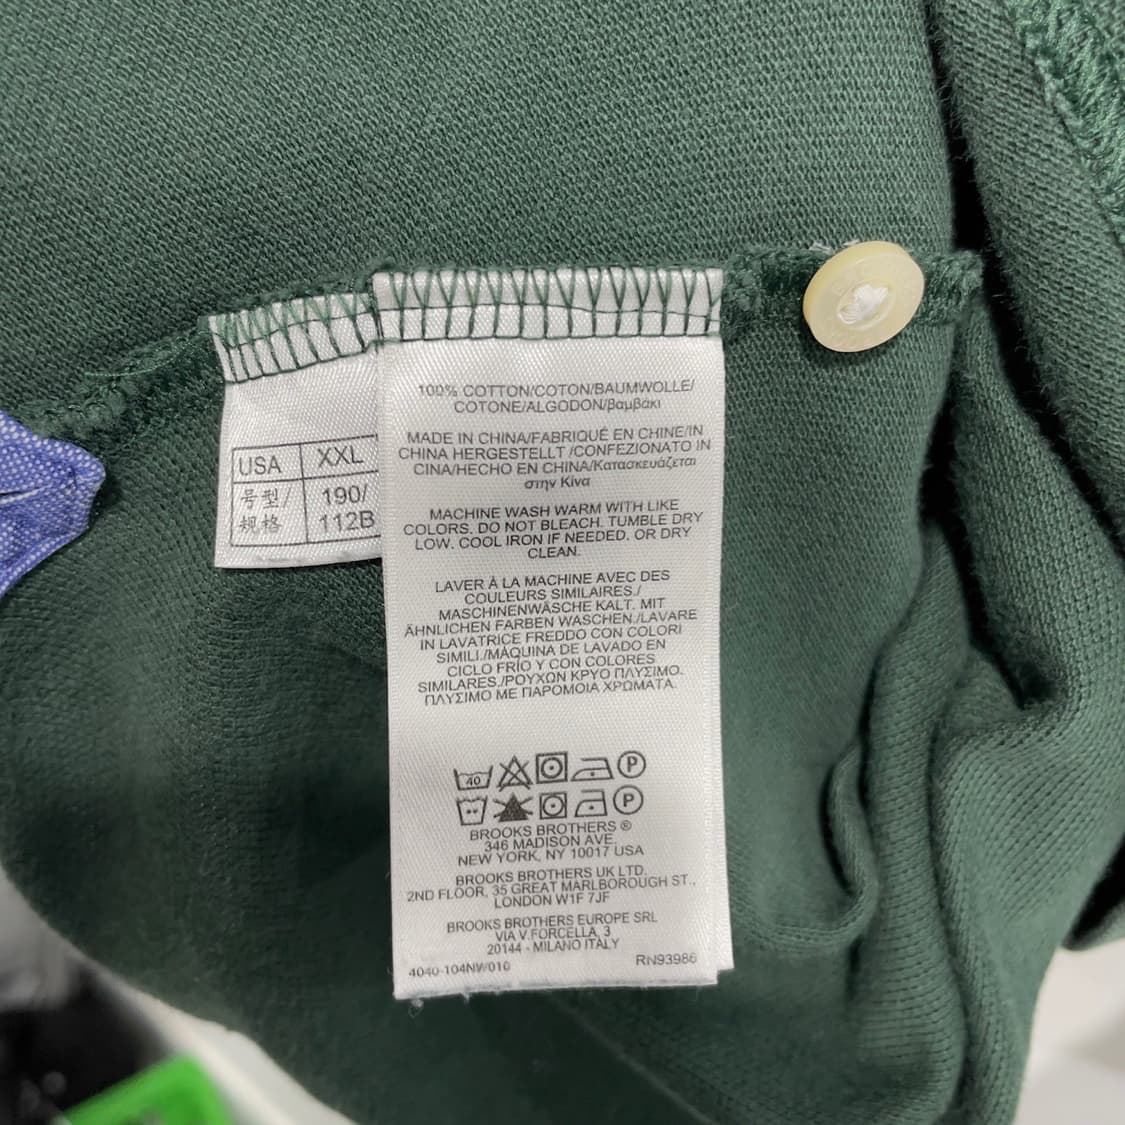 USA XXL
号型/ 190/
规格 112B
100% COTTON/COTON/BAUMWOLLE/
COTONE/ALGODON/βαμβάκι
MADE IN CHINA/FABRIQUÉ EN CHINE/IN
CHINA HERGESTELLT /CONFEZIONATO IN
CINA/HECHO EN CHINA/Κατασκευάζεται
στην Κίνα
MACHINE WASH WARM WITH LIKE
COLORS. DO NOT BLEACH. TUMBLE DRY
LOW. COOL IRON IF NEEDED. OR DRY
CLEAN.
LAVER À LA MACHINE AVEC DES
COULEURS SIMILAIRES./
MASCHINENWÄSCHE KALT. MIT
ÄHNLICHEN FARBEN WASCHEN./LAVARE
IN LAVATRICE FREDDO CON COLORI
SIMILI./MÁQUINA DE LAVADO EN
CICLO FRÍO Y CON COLORES
SIMILARES./ΡΟΥΧΩΝ ΚΡΥΟ ΠΛΥΣΙΜΟ.
ΠΛΥΣΙΜΟ ΜΕ ΠΑΡΟΜΟΙΑ ΧΡΩΜΑΤΑ.
40 P
P
BROOKS BROTHERS ®
346 MADISON AVE.
NEW YORK, NY 10017 USA
BROOKS BROTHERS UK LTD.
2ND FLOOR, 35 GREAT MARLBOROUGH ST.,
LONDON W1F 7JF
BROOKS BROTHERS EUROPE SRL
VIA V.FORCELLA, 3
20144 - MILANO ITALY
4040-104NW/010 RN93986